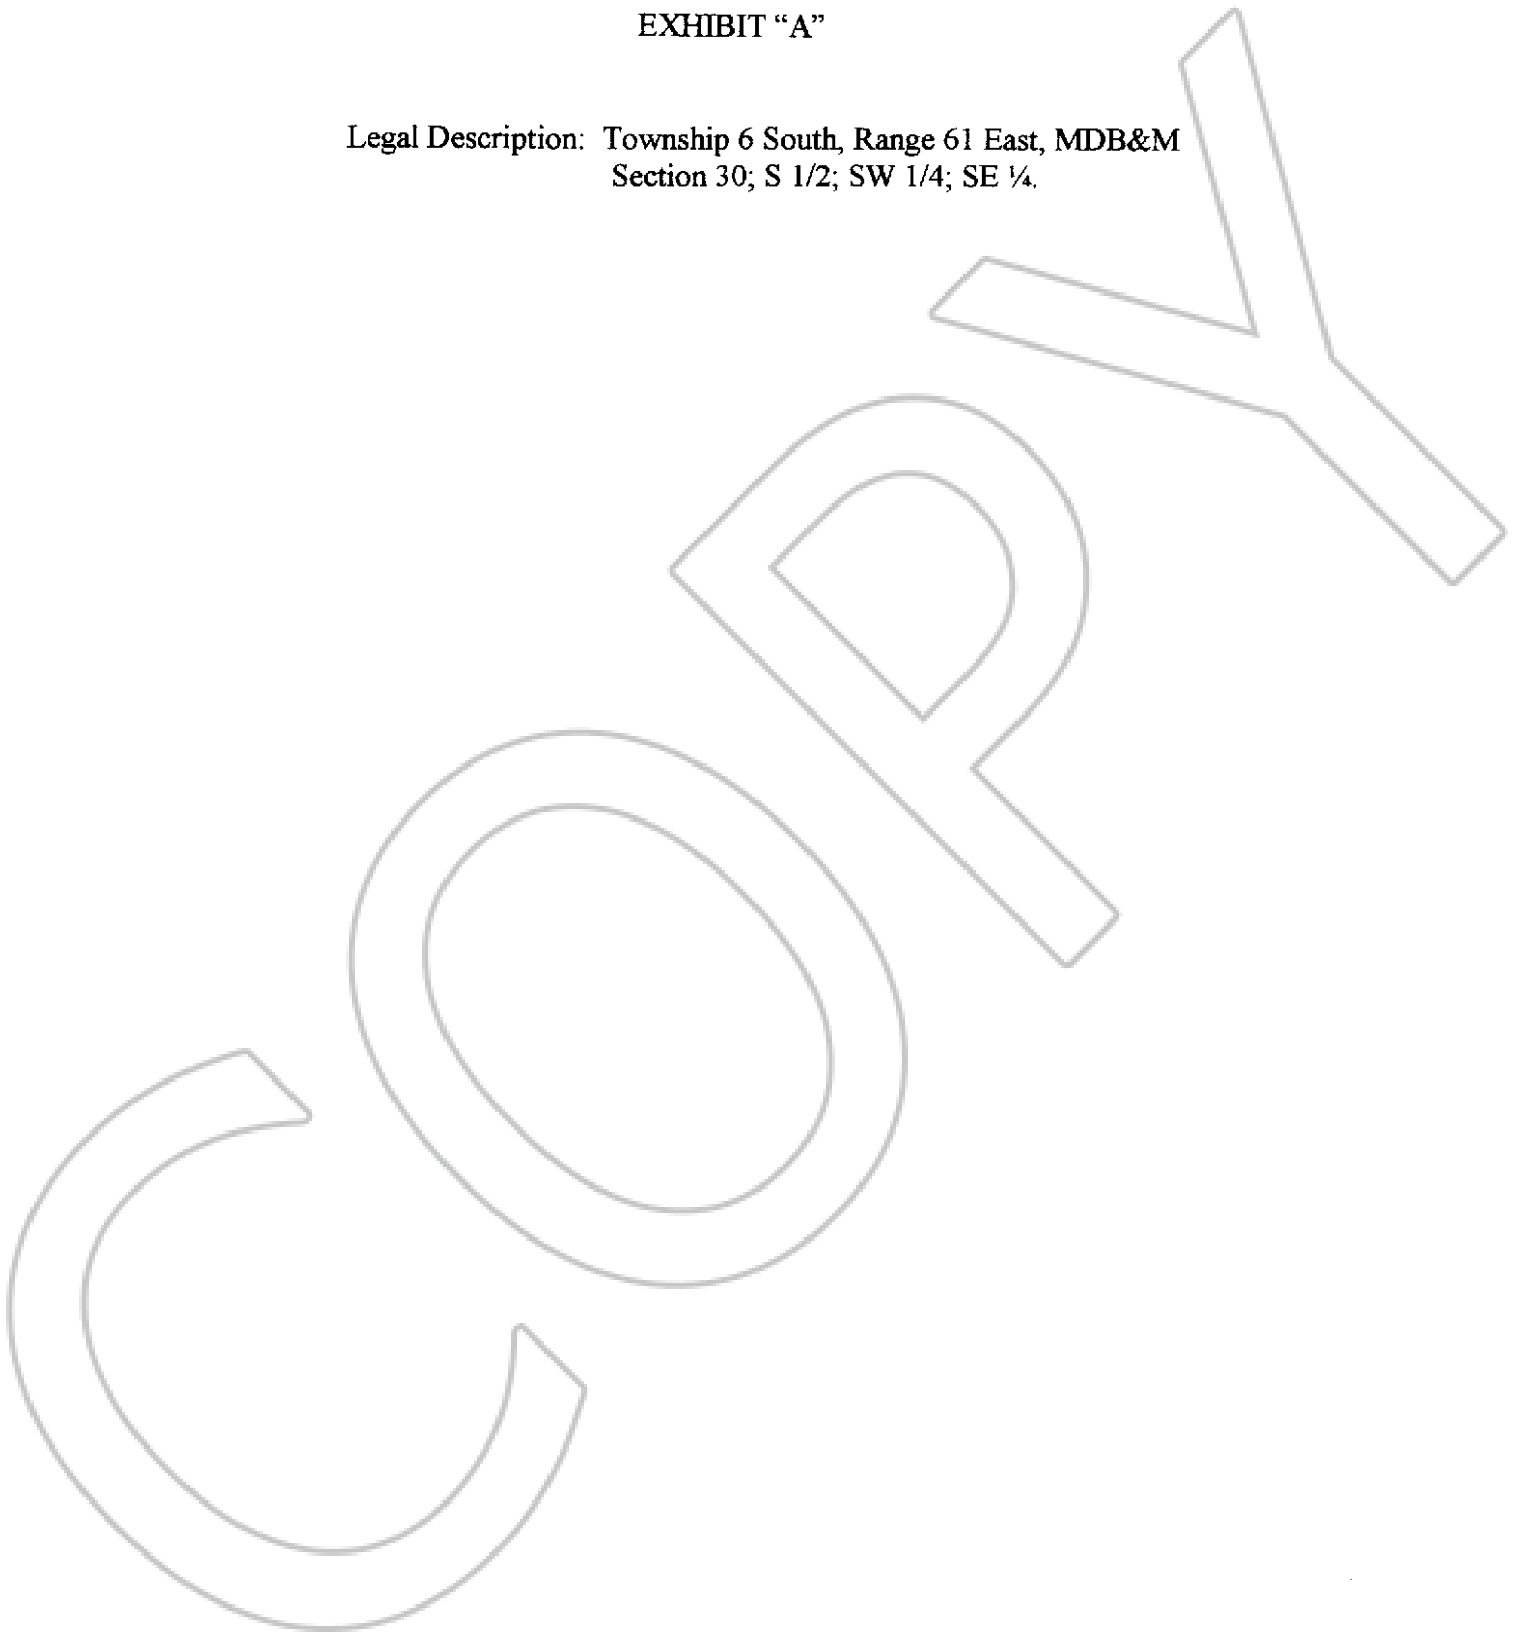 EXHIBIT “A”
Legal Description: Township 6 South, Range 61 East, MDB&M
Section 30; S 1/2; SW 1/4; SE ¼.
COPY